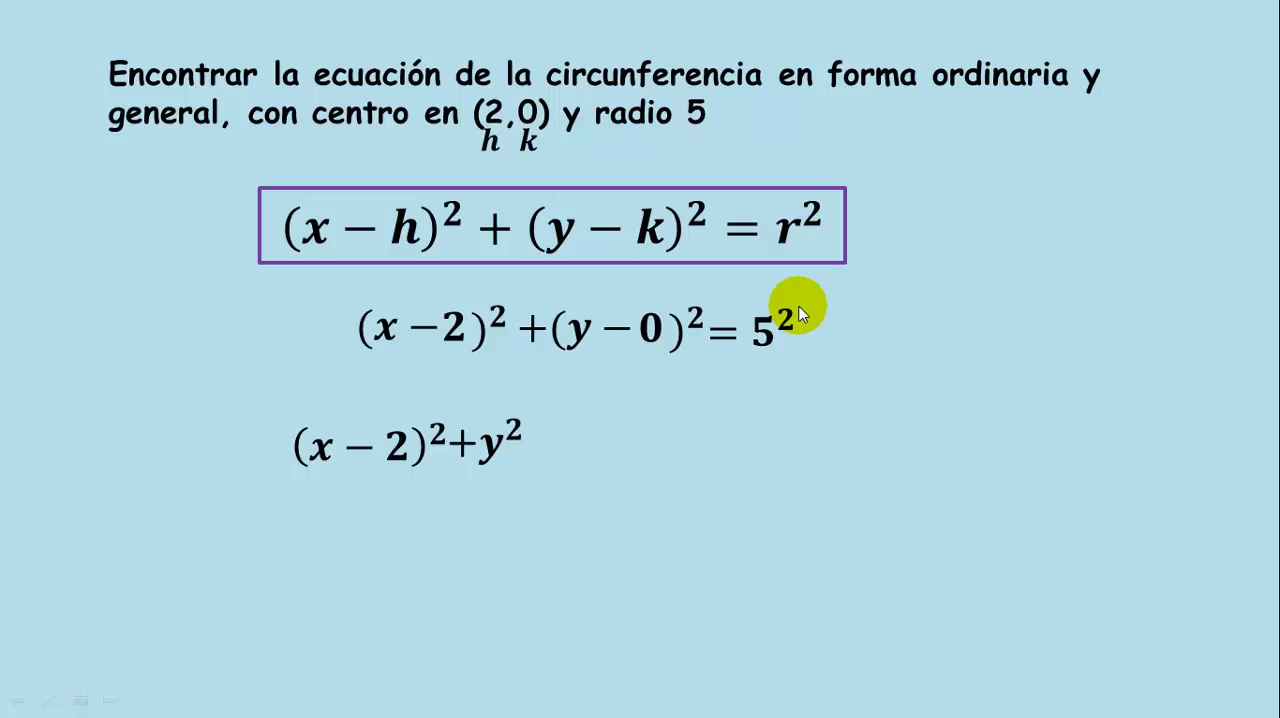 Encontrar la ecuación de la circunferencia en forma ordinaria y
general, con centro en (2,0) y radio 5
h k
(x − h)² + (y − k)² = r²
(x − 2)² + (y − 0)² = 5²
(x − 2)² + y²